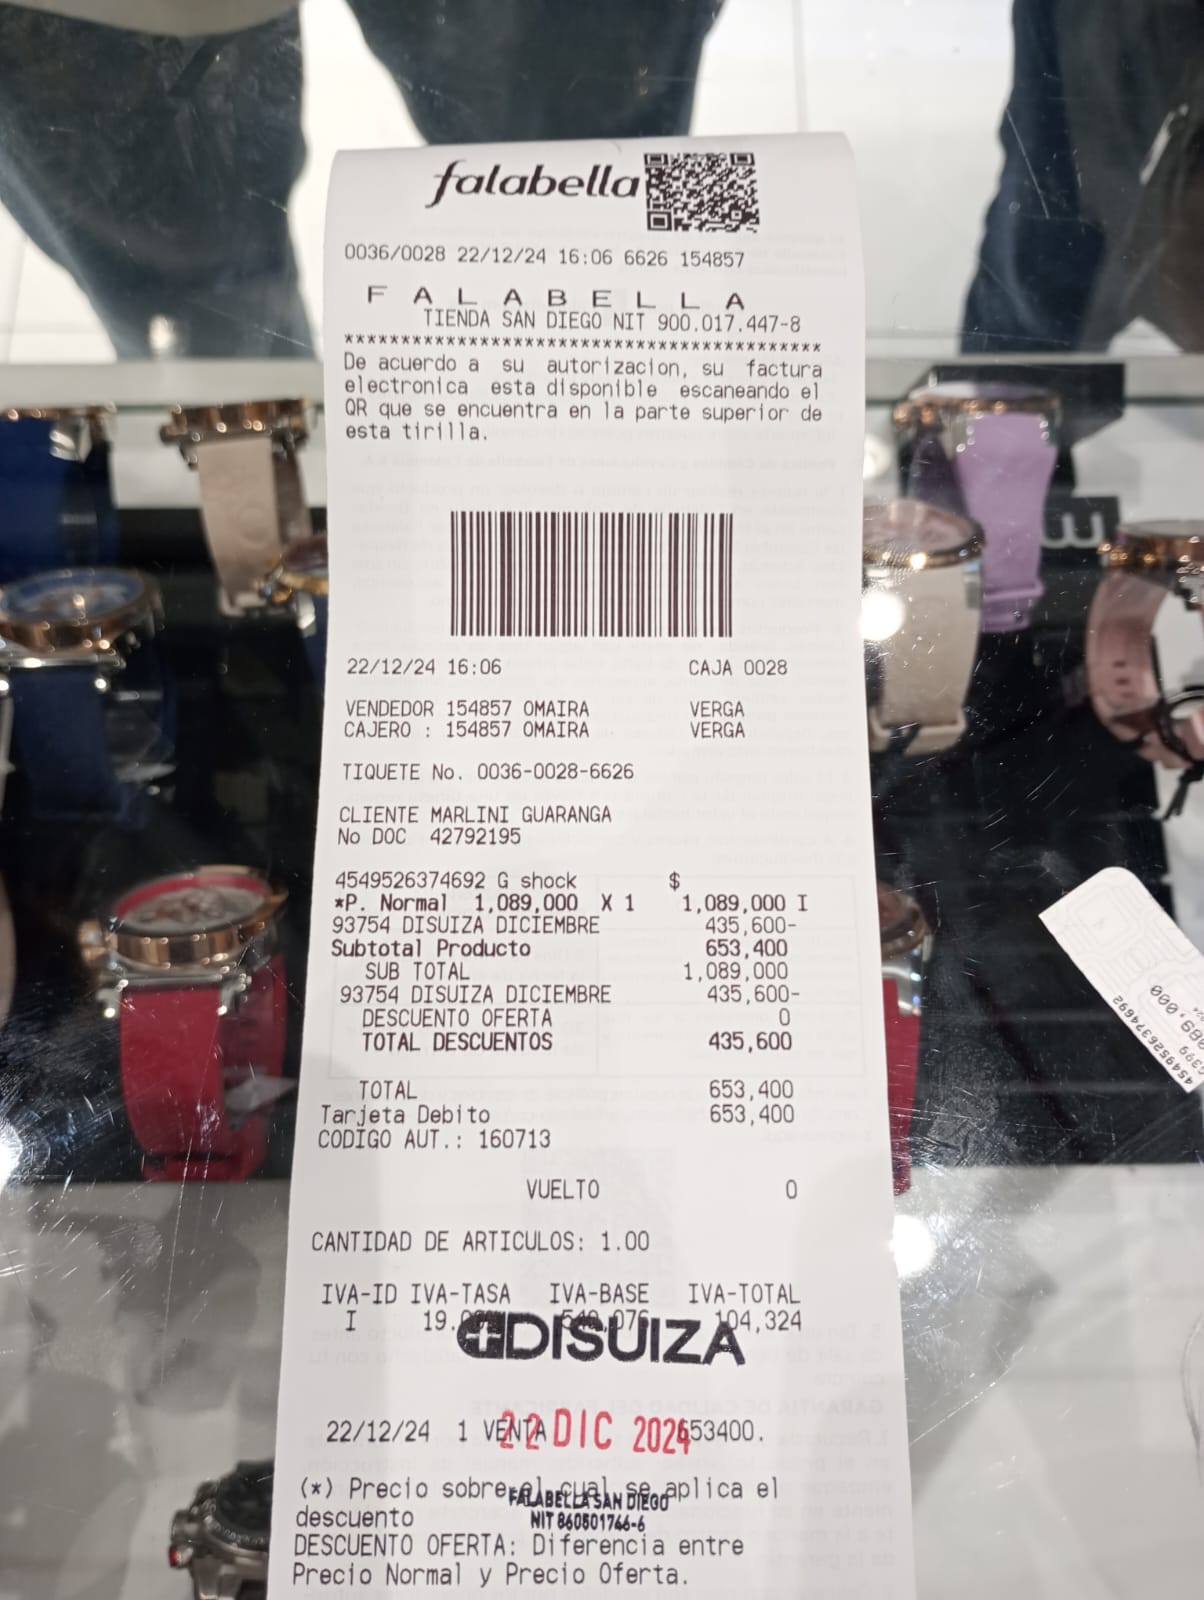 falabella
0036/0028 22/12/24 16:06 6626 154857
F A L A B E L L A
TIENDA SAN DIEGO NIT 900.017.447-8
******************************************
De acuerdo a su autorizacion, su factura
electronica esta disponible escaneando el
QR que se encuentra en la parte superior de
esta tirilla.
22/12/24 16:06 CAJA 0028
VENDEDOR 154857 OMAIRA VERGA
CAJERO : 154857 OMAIRA VERGA
TIQUETE No. 0036-0028-6626
CLIENTE MARLINI GUARANGA
No DOC 42792195
4549526374692 G shock $
*P. Normal 1,089,000 X 1 1,089,000 I
93754 DISUIZA DICIEMBRE 435,600-
Subtotal Producto 653,400
SUB TOTAL 1,089,000
93754 DISUIZA DICIEMBRE 435,600-
DESCUENTO OFERTA 0
TOTAL DESCUENTOS 435,600
TOTAL 653,400
Tarjeta Debito 653,400
CODIGO AUT.: 160713
VUELTO 0
CANTIDAD DE ARTICULOS: 1.00
IVA-ID IVA-TASA IVA-BASE IVA-TOTAL
I 104,324
DISUIZA
22/12/24 1 VENTA 653400.
22 DIC 2024
(*) Precio sobre el cual se aplica el
descuento
FALABELLA SAN DIEGO
NIT 860501766-6
DESCUENTO OFERTA: Diferencia entre
Precio Normal y Precio Oferta.
4549526374692